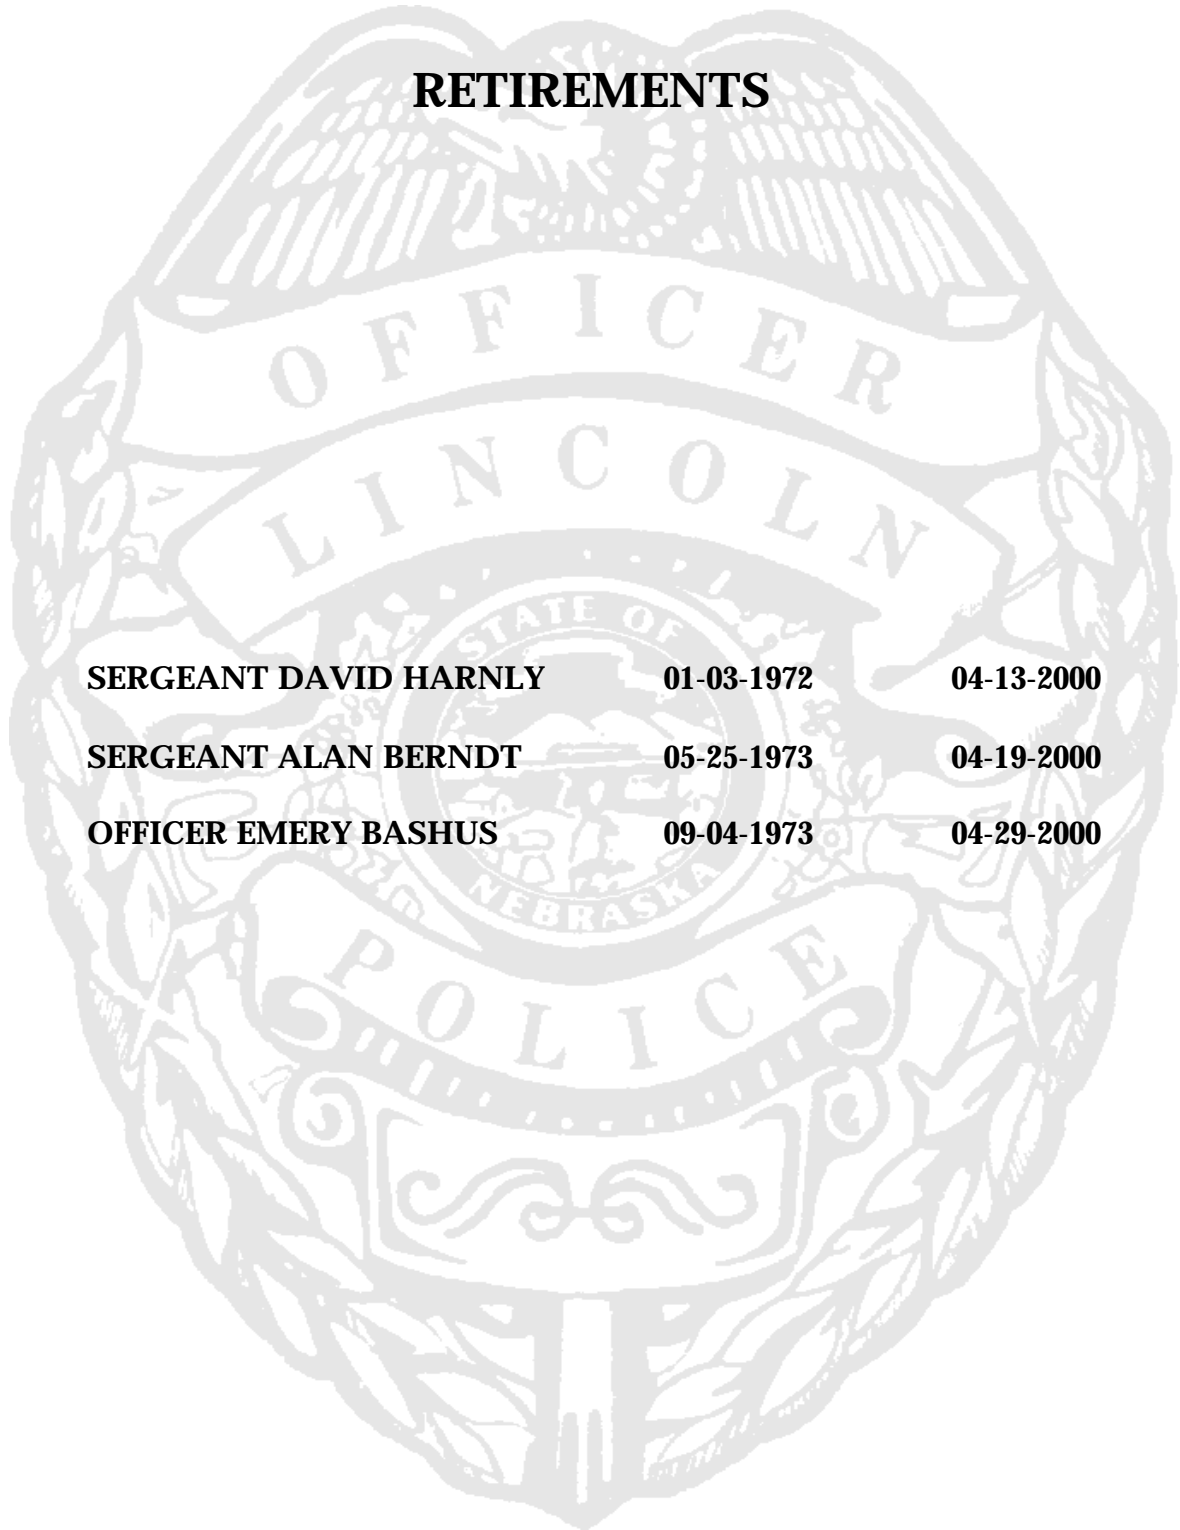 RETIREMENTS
OFFICER
LINCOLN
STATE OF
SERGEANT DAVID HARNLY 01-03-1972 04-13-2000
SERGEANT ALAN BERNDT 05-25-1973 04-19-2000
OFFICER EMERY BASHUS 09-04-1973 04-29-2000
NEBRASKA
POLICE